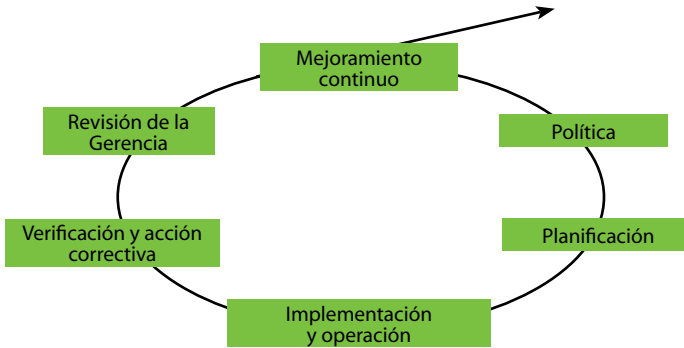 Mejoramiento
continuo
Política
Planificación
Implementación
y operación
Verificación y acción
correctiva
Revisión de la
Gerencia